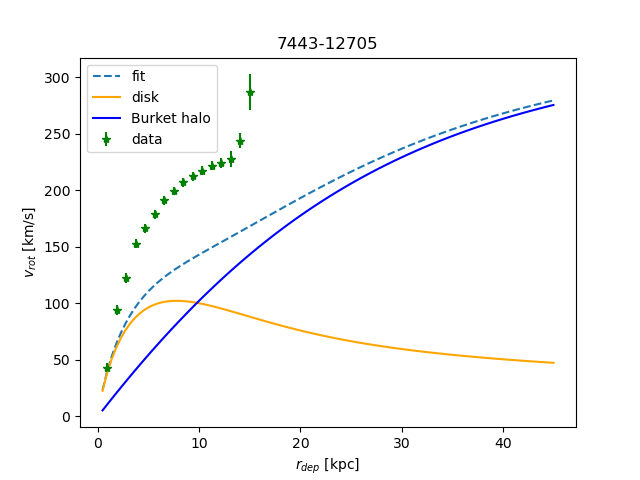 7443-12705
fit
disk
Burket halo
data
300
250
200
150
100
50
0
v_rot [km/s]
0 10 20 30 40
r_dep [kpc]